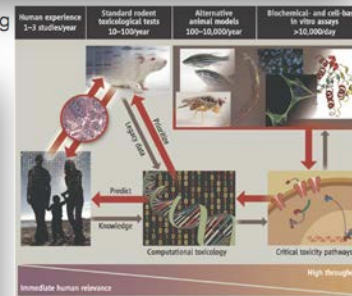 g
Human experience
1–3 studies/year
Standard rodent
toxicological tests
10–100/year
Alternative
animal models
100–10,000/year
Biochemical- and cell-bas
in vitro assays
>10,000/day
Legacy data
Prioritize
Predict
Knowledge
Computational toxicology
Critical toxicity pathways
High throughp
Immediate human relevance